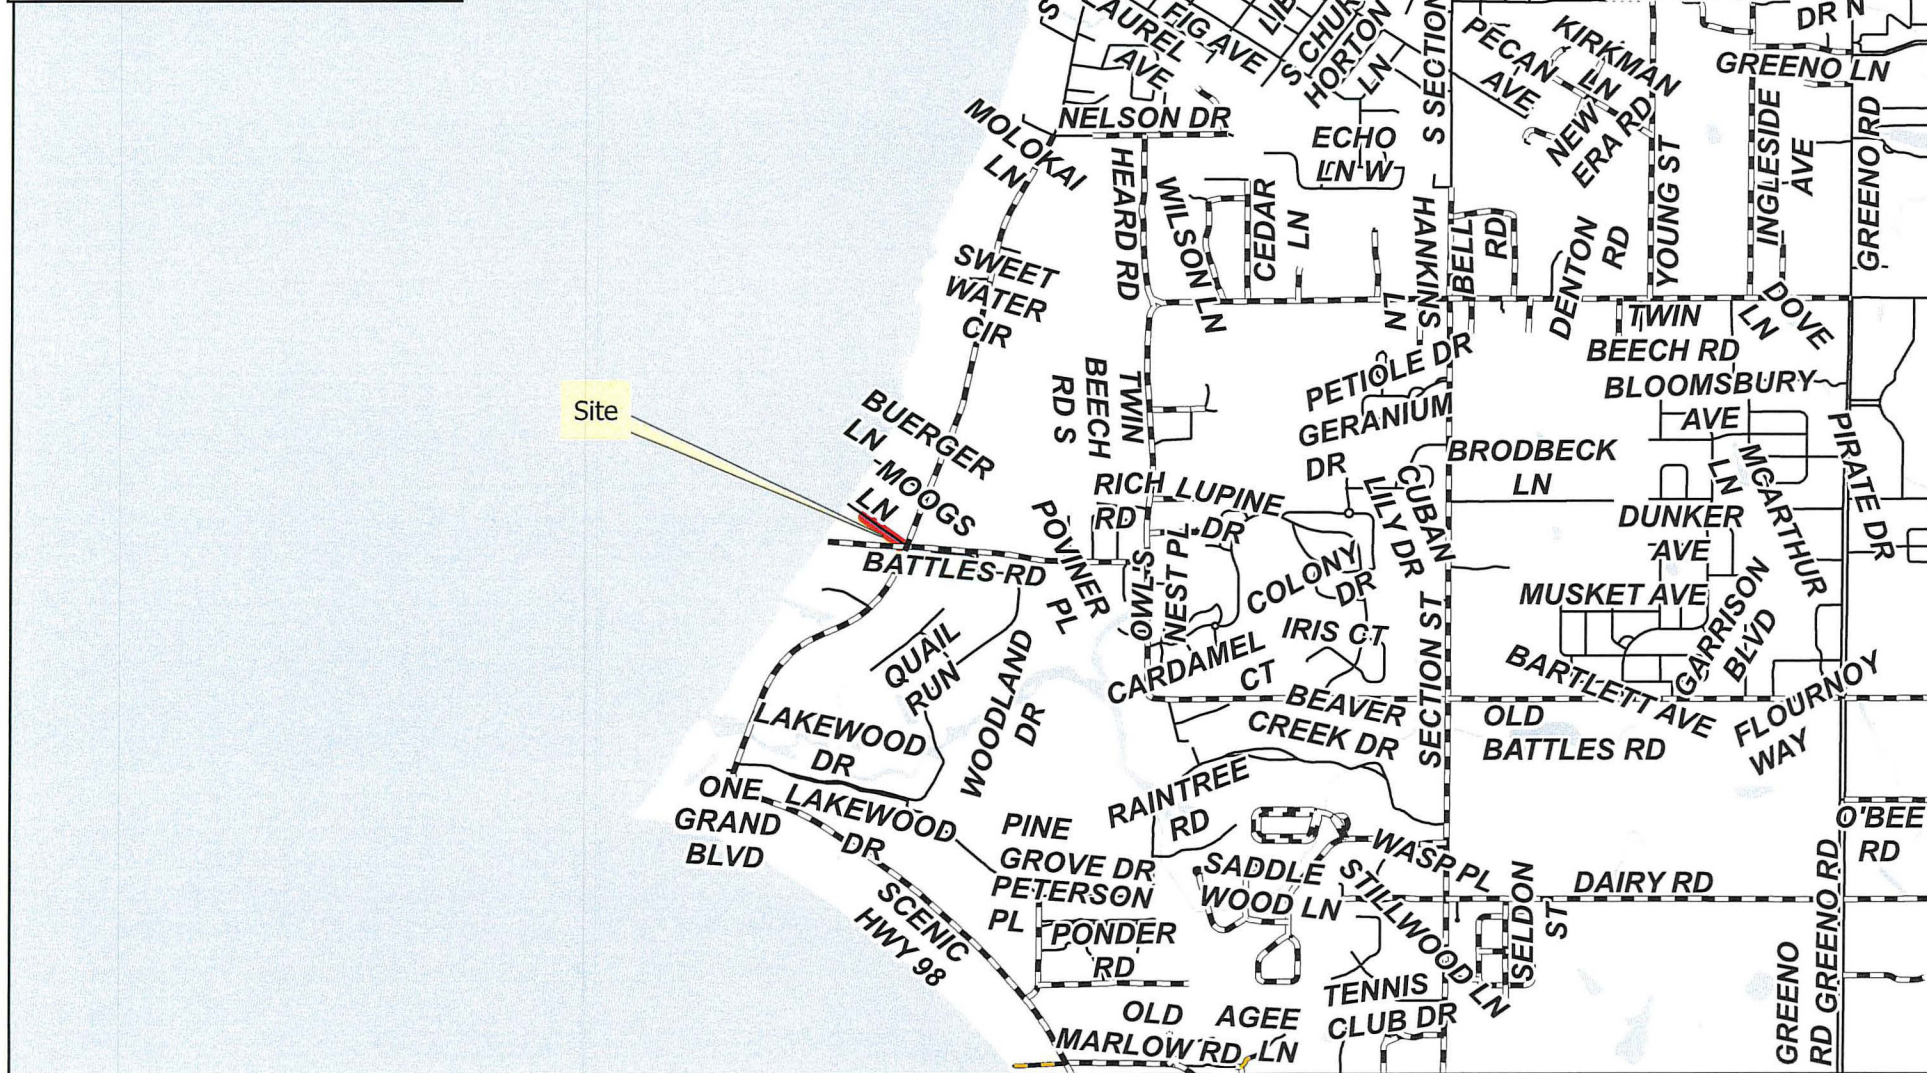 S
LAUREL
AVE
FIG AVE
LIB
S CHUR
HORTON
LN
S SECTION
PECAN
AVE
KIRKMAN
LN
NEW
ERA RD
DR N
GREENO LN
GREENO RD
INGLESIDE
AVE
YOUNG ST
MOLOKAI
LN
NELSON DR
ECHO
LN W
HEARD RD
WILSON LN
CEDAR
LN
HANKINS
LN
BELL
RD
DENTON
RD
DOVE
LN
SWEET
WATER
CIR
TWIN
BEECH RD
TWIN
BEECH
RD S
PETIOLE DR
GERANIUM
DR
BLOOMSBURY
AVE
Site
BUERGER
LN
MOOGS
LN
BRODBECK
LN
MCARTHUR
LN
PIRATE DR
RICH
RD
LUPINE
DR
LILY DR
CUBAN
DUNKER
AVE
POVINER
PL
BATTLES RD
OWL'S
NEST PL
COLONY
DR
IRIS CT
MUSKET AVE
GARRISON
BLVD
QUAIL
RUN
WOODLAND
DR
CARDAMEL
CT
SECTION ST
BARTLETT AVE
FLOURNOY
WAY
BEAVER
CREEK DR
OLD
BATTLES RD
LAKEWOOD
DR
ONE
GRAND
BLVD
LAKEWOOD
DR
RAINTREE
RD
PINE
GROVE DR
PETERSON
PL
SADDLE
WOOD LN
WASP PL
STILLWOOD LN
DAIRY RD
SELDON
ST
O'BEE
RD
SCENIC
HWY 98
PONDER
RD
TENNIS
CLUB DR
GREENO
RD
GREENO RD
OLD
MARLOW RD
AGEE
LN